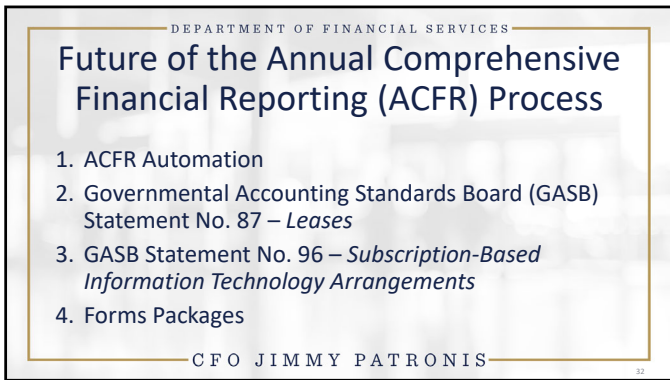 DEPARTMENT OF FINANCIAL SERVICES
Future of the Annual Comprehensive
Financial Reporting (ACFR) Process
1. ACFR Automation
2. Governmental Accounting Standards Board (GASB)
Statement No. 87 – Leases
3. GASB Statement No. 96 – Subscription-Based
Information Technology Arrangements
4. Forms Packages
CFO JIMMY PATRONIS
32